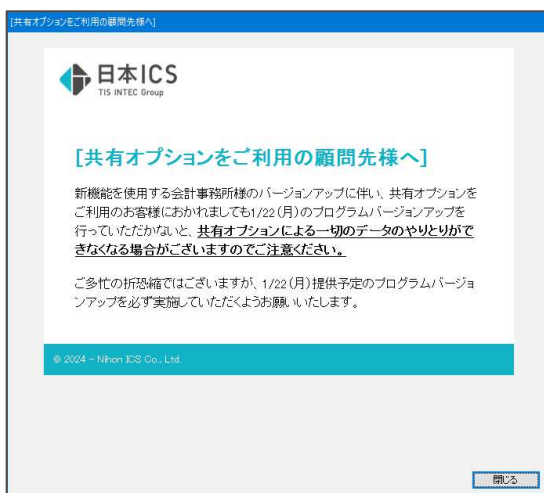 [共有オプションをご利用の顧問先様へ]
日本ICS
TIS INTEC Group
[共有オプションをご利用の顧問先様へ]
新機能を使用する会計事務所様のバージョンアップに伴い、共有オプションを
ご利用のお客様におかれましても1/22(月)のプログラムバージョンアップを
行っていただかないと、共有オプションによる一切のデータのやりとりがで
きなくなる場合がございますのでご注意ください。
ご多忙の折恐縮ではございますが、1/22(月)提供予定のプログラムバージョ
ンアップを必ず実施していただくようお願いいたします。
© 2024 – Nihon ICS Co., Ltd.
閉じる